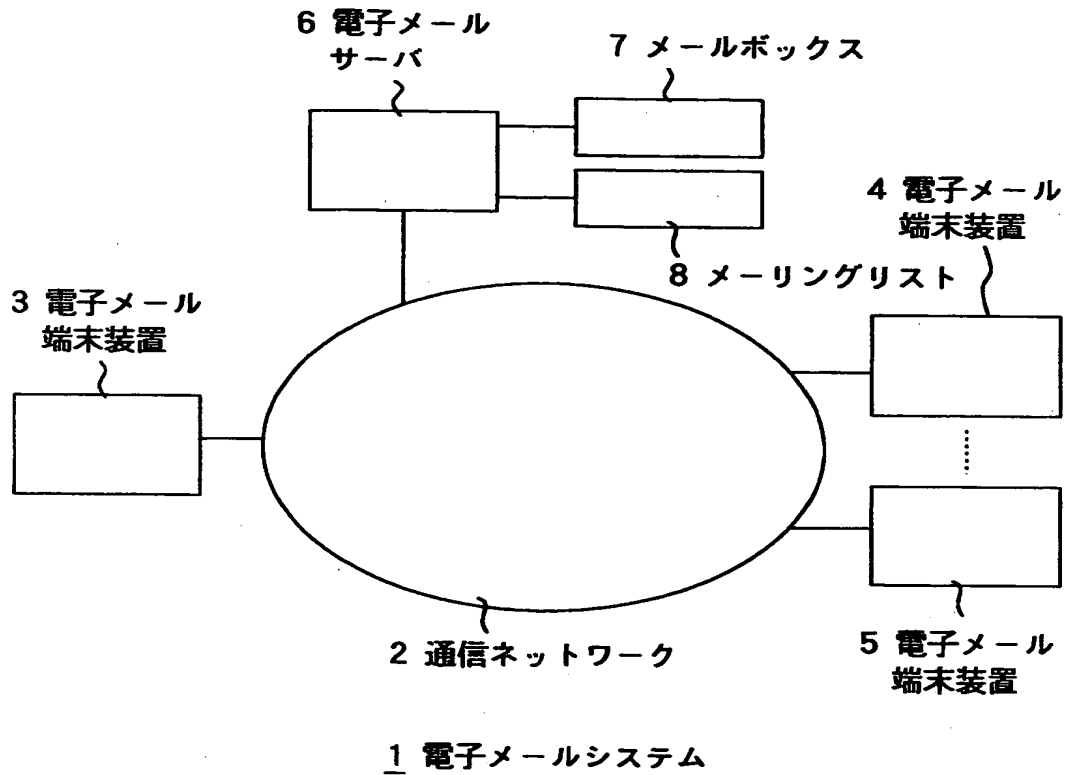 6 電子メール
サーバ
7 メールボックス
4 電子メール
端末装置
8 メーリングリスト
3 電子メール
端末装置
2 通信ネットワーク
5 電子メール
端末装置
1 電子メールシステム